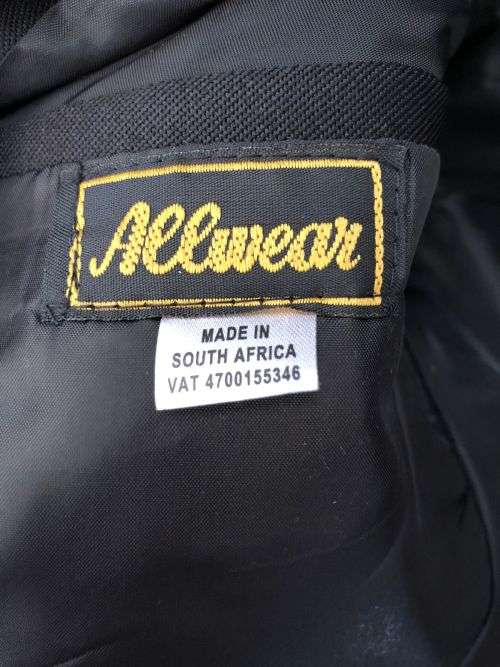 Allwear
MADE IN
SOUTH AFRICA
VAT 4700155346